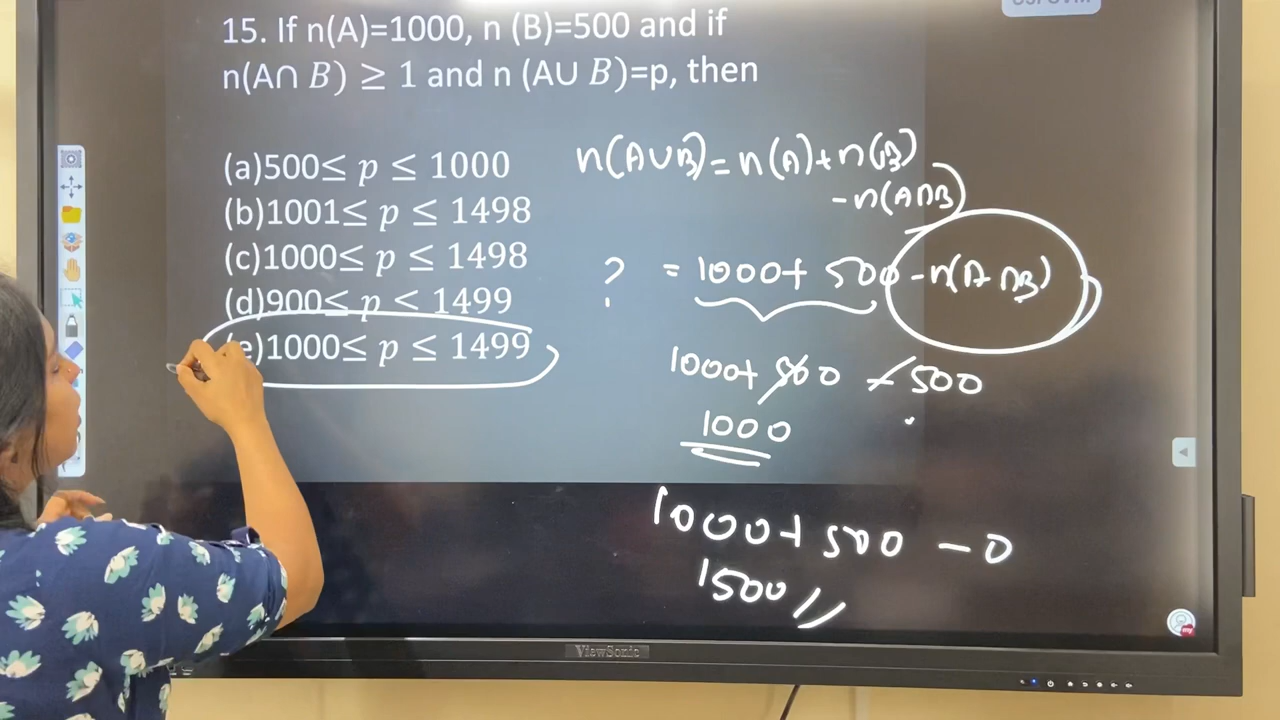 15. If n(A)=1000, n (B)=500 and if
n(A∩ B) ≥ 1 and n (A∪ B)=p, then
(a)500≤ p ≤ 1000
(b)1001≤ p ≤ 1498
(c)1000≤ p ≤ 1498
(d)900≤ p ≤ 1499
(e)1000≤ p ≤ 1499
n(A∪B)=n(A)+n(B)
-n(A∩B)
? =1000+ 500-n(A∩B)
1000+ 500 -500
1000
1000+ 500 - 0
1500//
ViewSonic